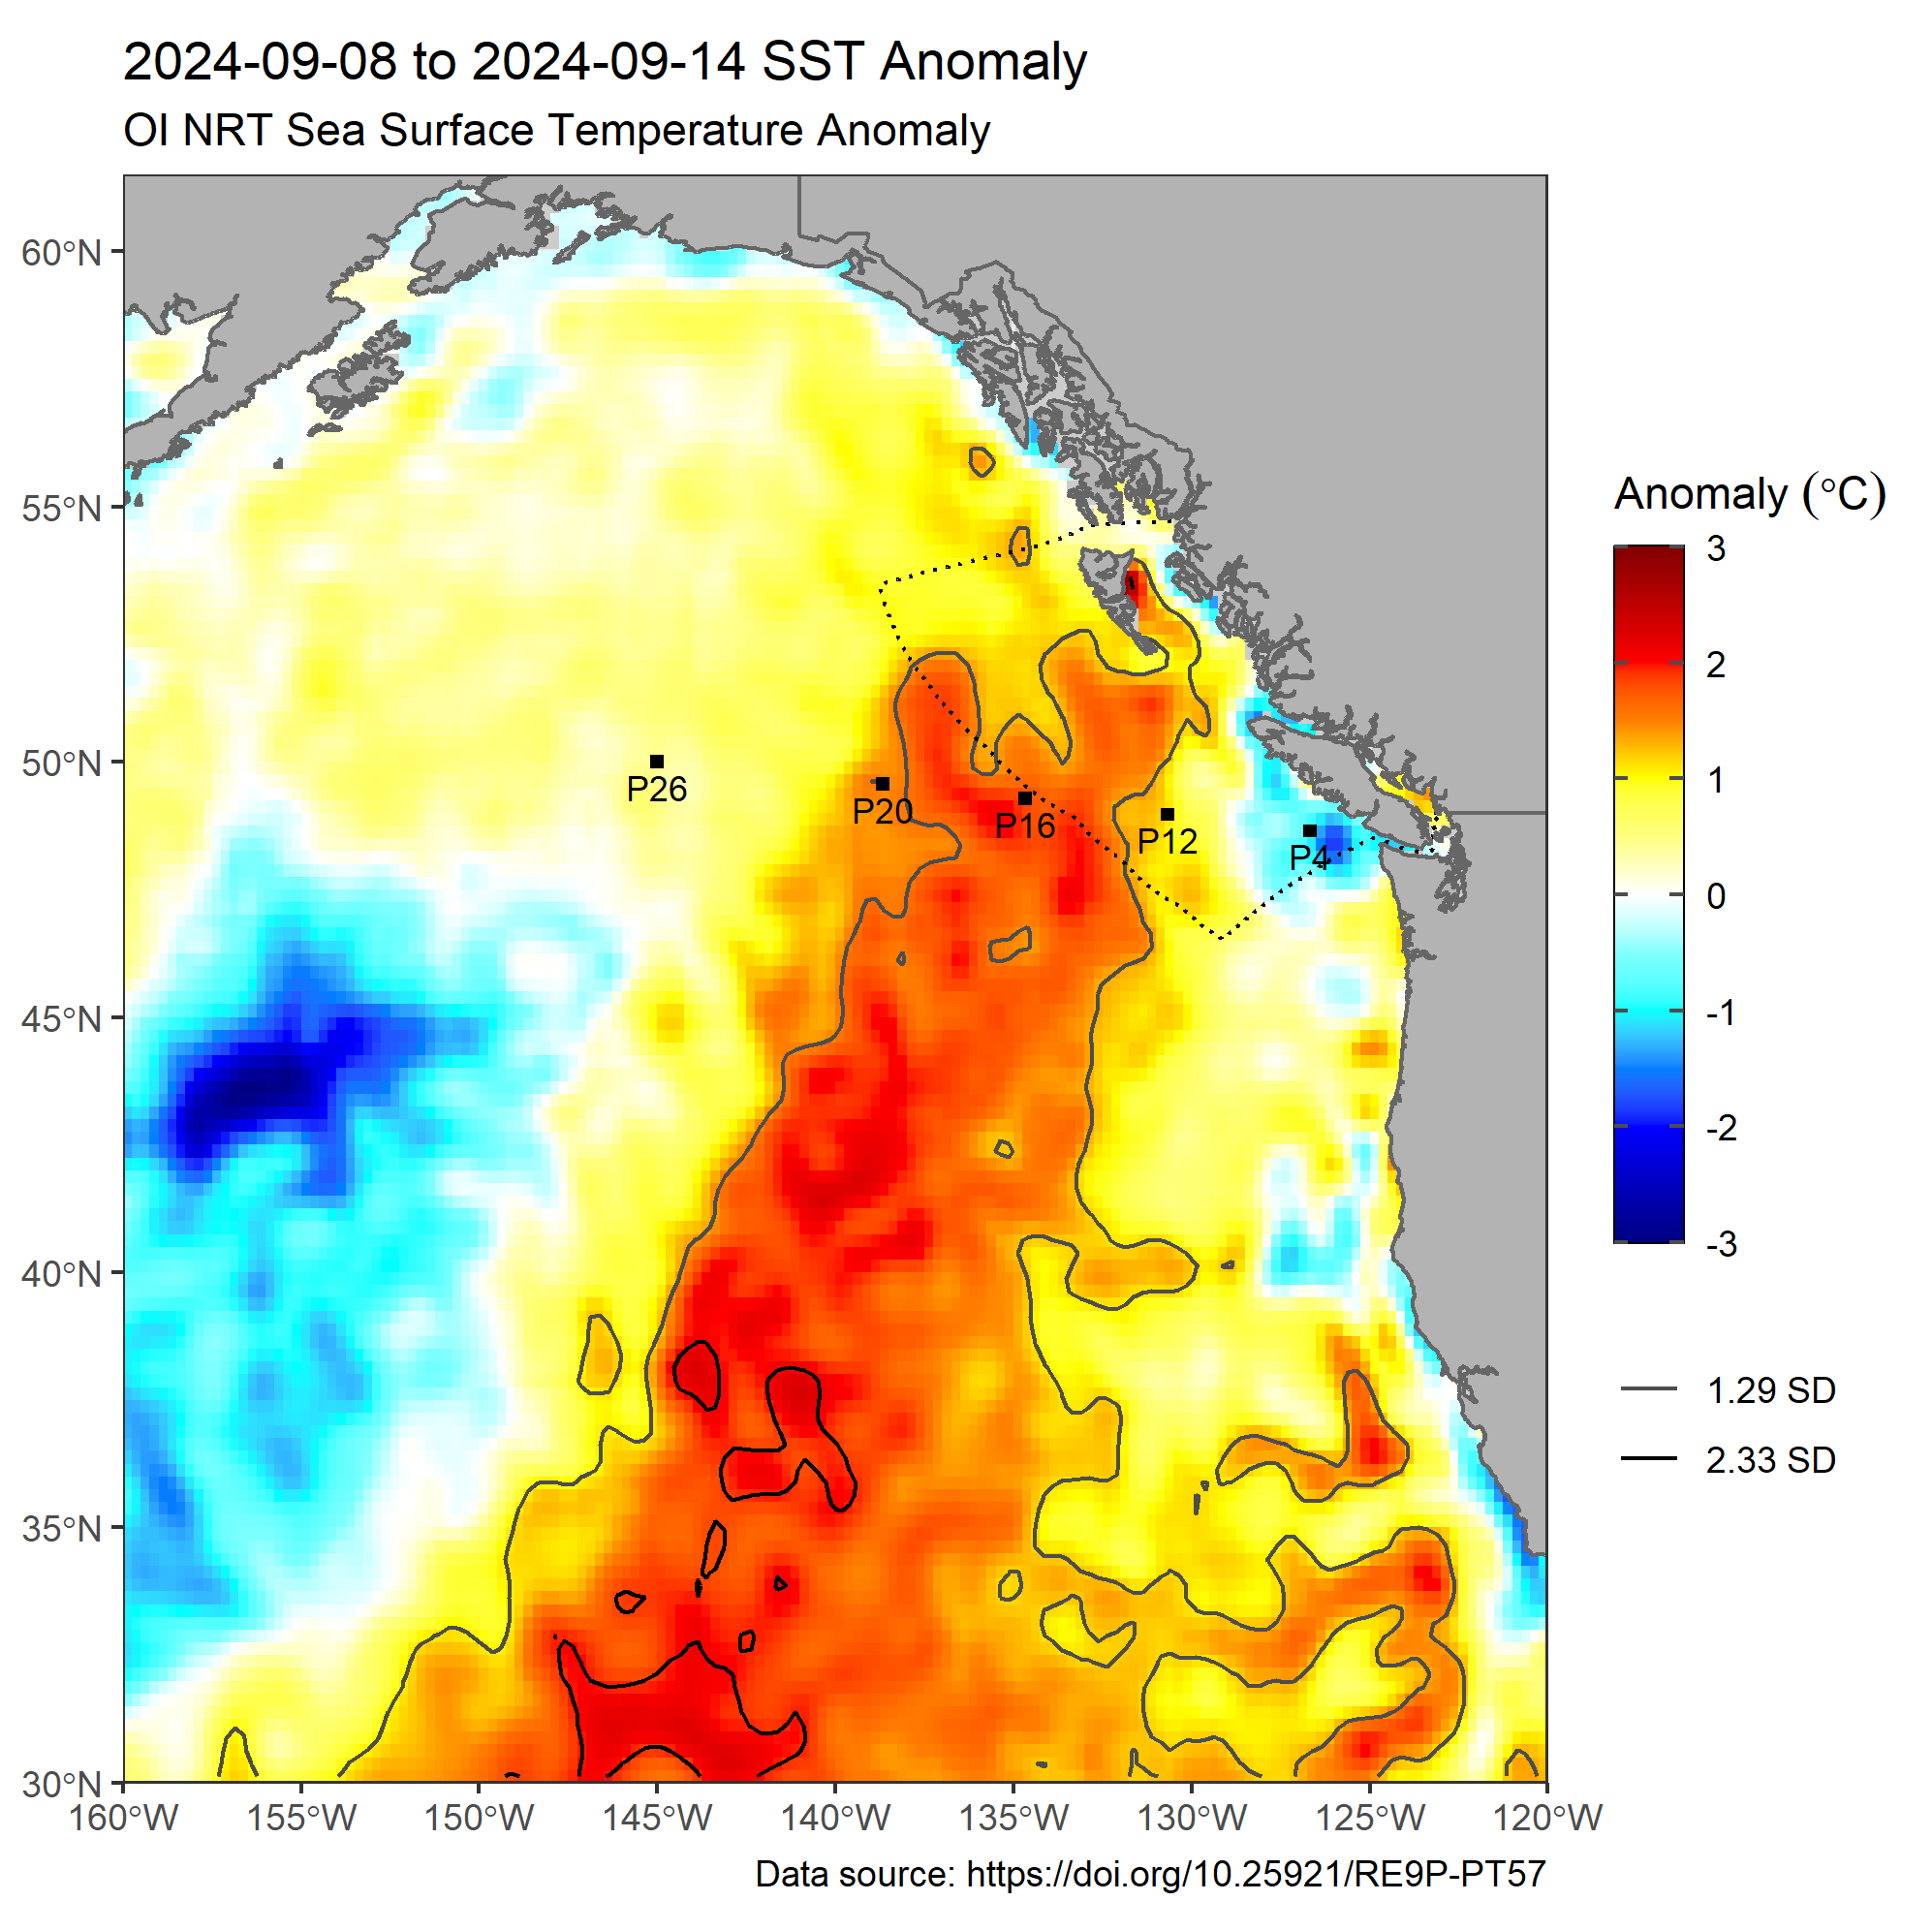 2024-09-08 to 2024-09-14 SST Anomaly
OI NRT Sea Surface Temperature Anomaly
60°N
55°N
50°N
45°N
40°N
35°N
30°N
160°W
155°W
150°W
145°W
140°W
135°W
130°W
125°W
120°W
P26
P20
P16
P12
P4
Anomaly (°C)
3
2
1
0
-1
-2
-3
1.29 SD
2.33 SD
Data source: https://doi.org/10.25921/RE9P-PT57